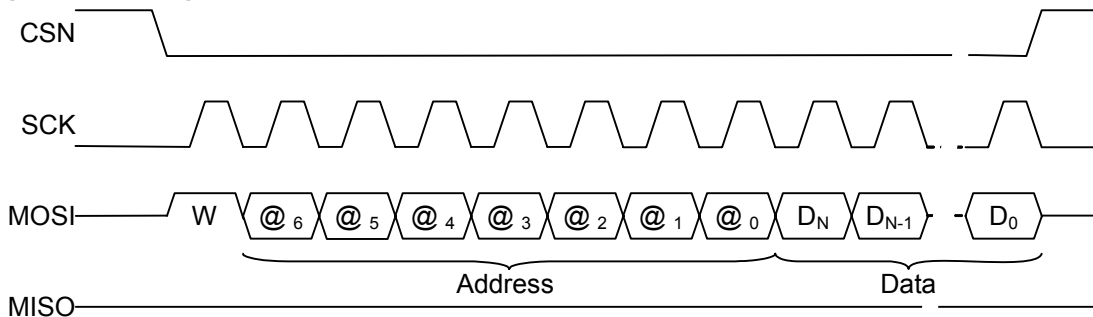 CSN
SCK
MOSI W @ 6 @ 5 @ 4 @ 3 @ 2 @ 1 @ 0 DN DN-1 D0
Address Data
MISO